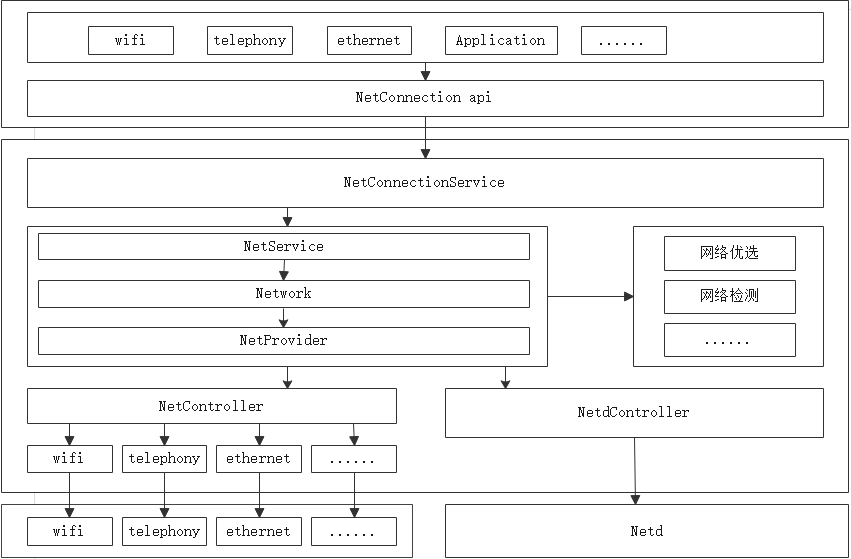 wifi telephony ethernet Application ......
NetConnection api
NetConnectionService
NetService
网络优选
Network
网络检测
NetProvider
......
NetController
NetdController
wifi telephony ethernet ......
wifi telephony ethernet ......
Netd